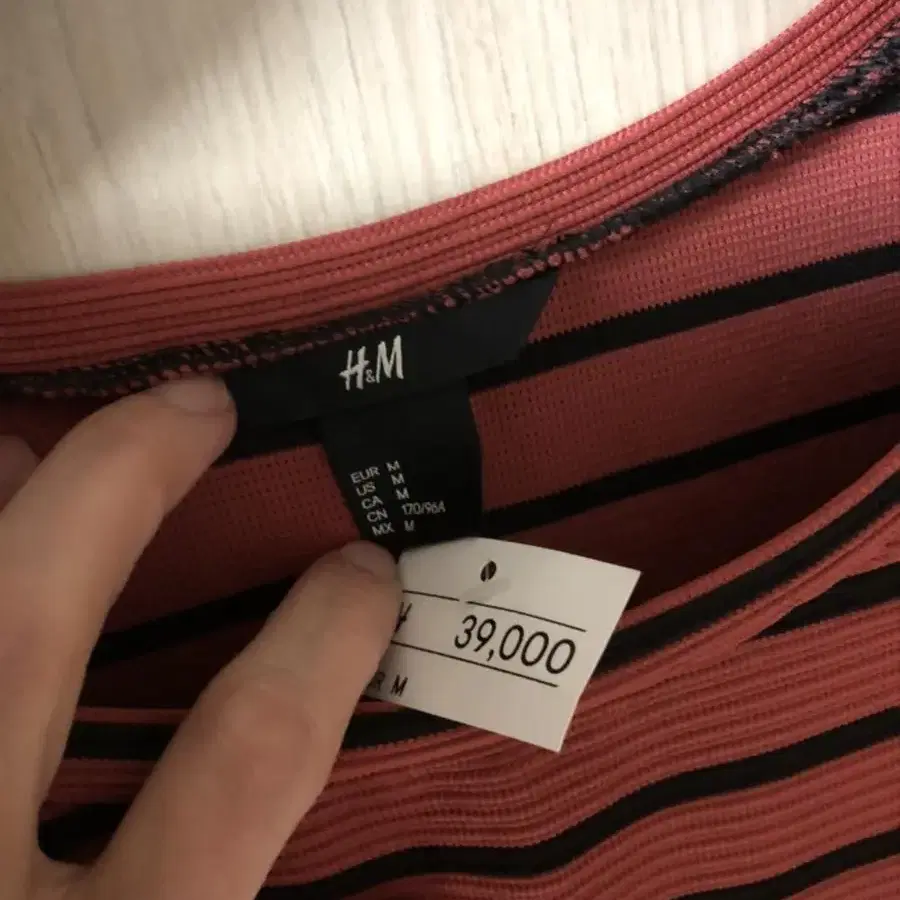 H&M
EUR M
US M
CA M
CN 170/96A
MX M
39,000
R M